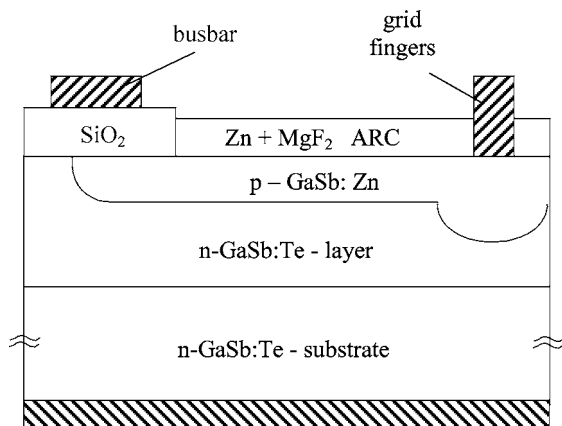 busbar
grid
fingers
SiO₂
Zn + MgF₂ ARC
p – GaSb: Zn
n-GaSb:Te - layer
n-GaSb:Te - substrate